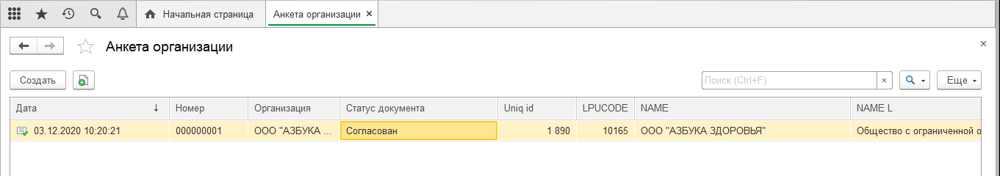 Начальная страница Анкета организации ×
Анкета организации ×
Создать Поиск (Ctrl+F) × Еще
Дата ↓ Номер Организация Статус документа Uniq id LPUCODE NAME NAME L
03.12.2020 10:20:21 000000001 ООО "АЗБУКА ... Согласован 1 890 10165 ООО "АЗБУКА ЗДОРОВЬЯ" Общество с ограниченной о